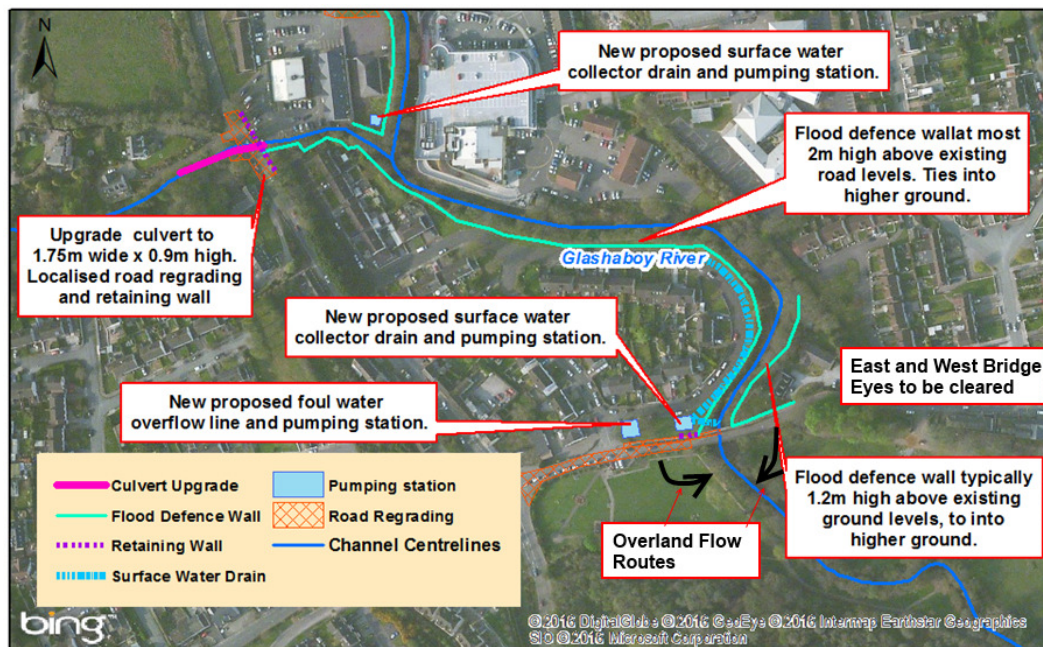 N
New proposed surface water
collector drain and pumping station.
Flood defence wallat most
2m high above existing
road levels. Ties into
higher ground.
Upgrade culvert to
1.75m wide x 0.9m high.
Localised road regrading
and retaining wall
Glashaboy River
New proposed surface water
collector drain and pumping station.
East and West Bridge
Eyes to be cleared
New proposed foul water
overflow line and pumping station.
Flood defence wall typically
1.2m high above existing
ground levels, to into
higher ground.
Overland Flow
Routes
Culvert Upgrade
Flood Defence Wall
Retaining Wall
Surface Water Drain
Pumping station
Road Regrading
Channel Centrelines
bing
© 2016 DigitalGlobe © 2016 GeoEye © 2016 Intermap Earthstar Geographics
SIO © 2016 Microsoft Corporation